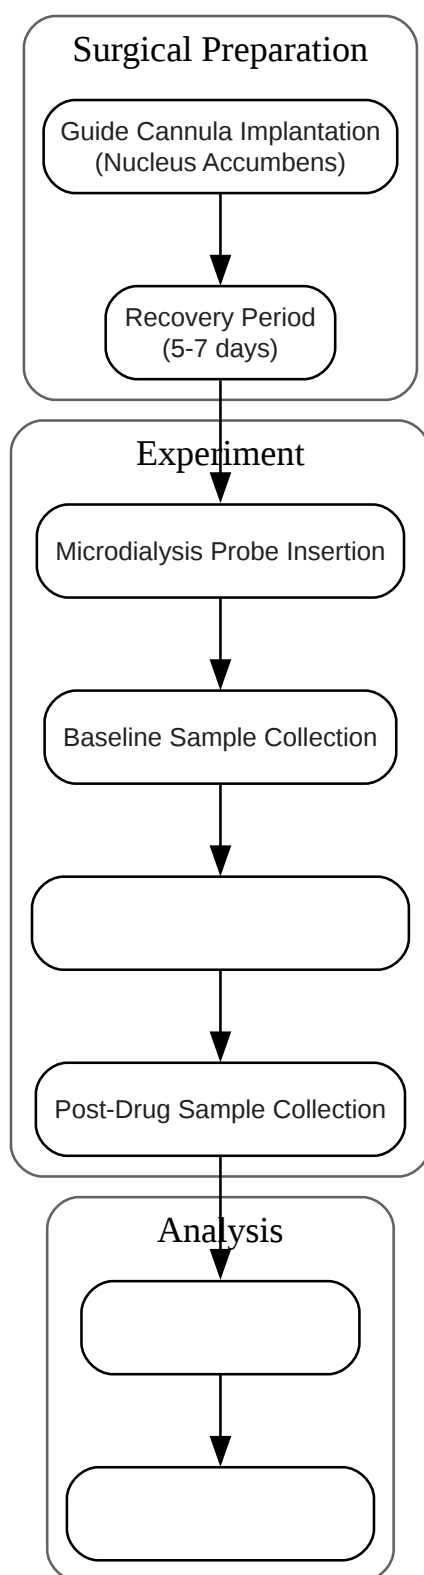 Surgical Preparation
Guide Cannula Implantation
(Nucleus Accumbens)
Recovery Period
(5-7 days)
Experiment
Microdialysis Probe Insertion
Baseline Sample Collection
Post-Drug Sample Collection
Analysis